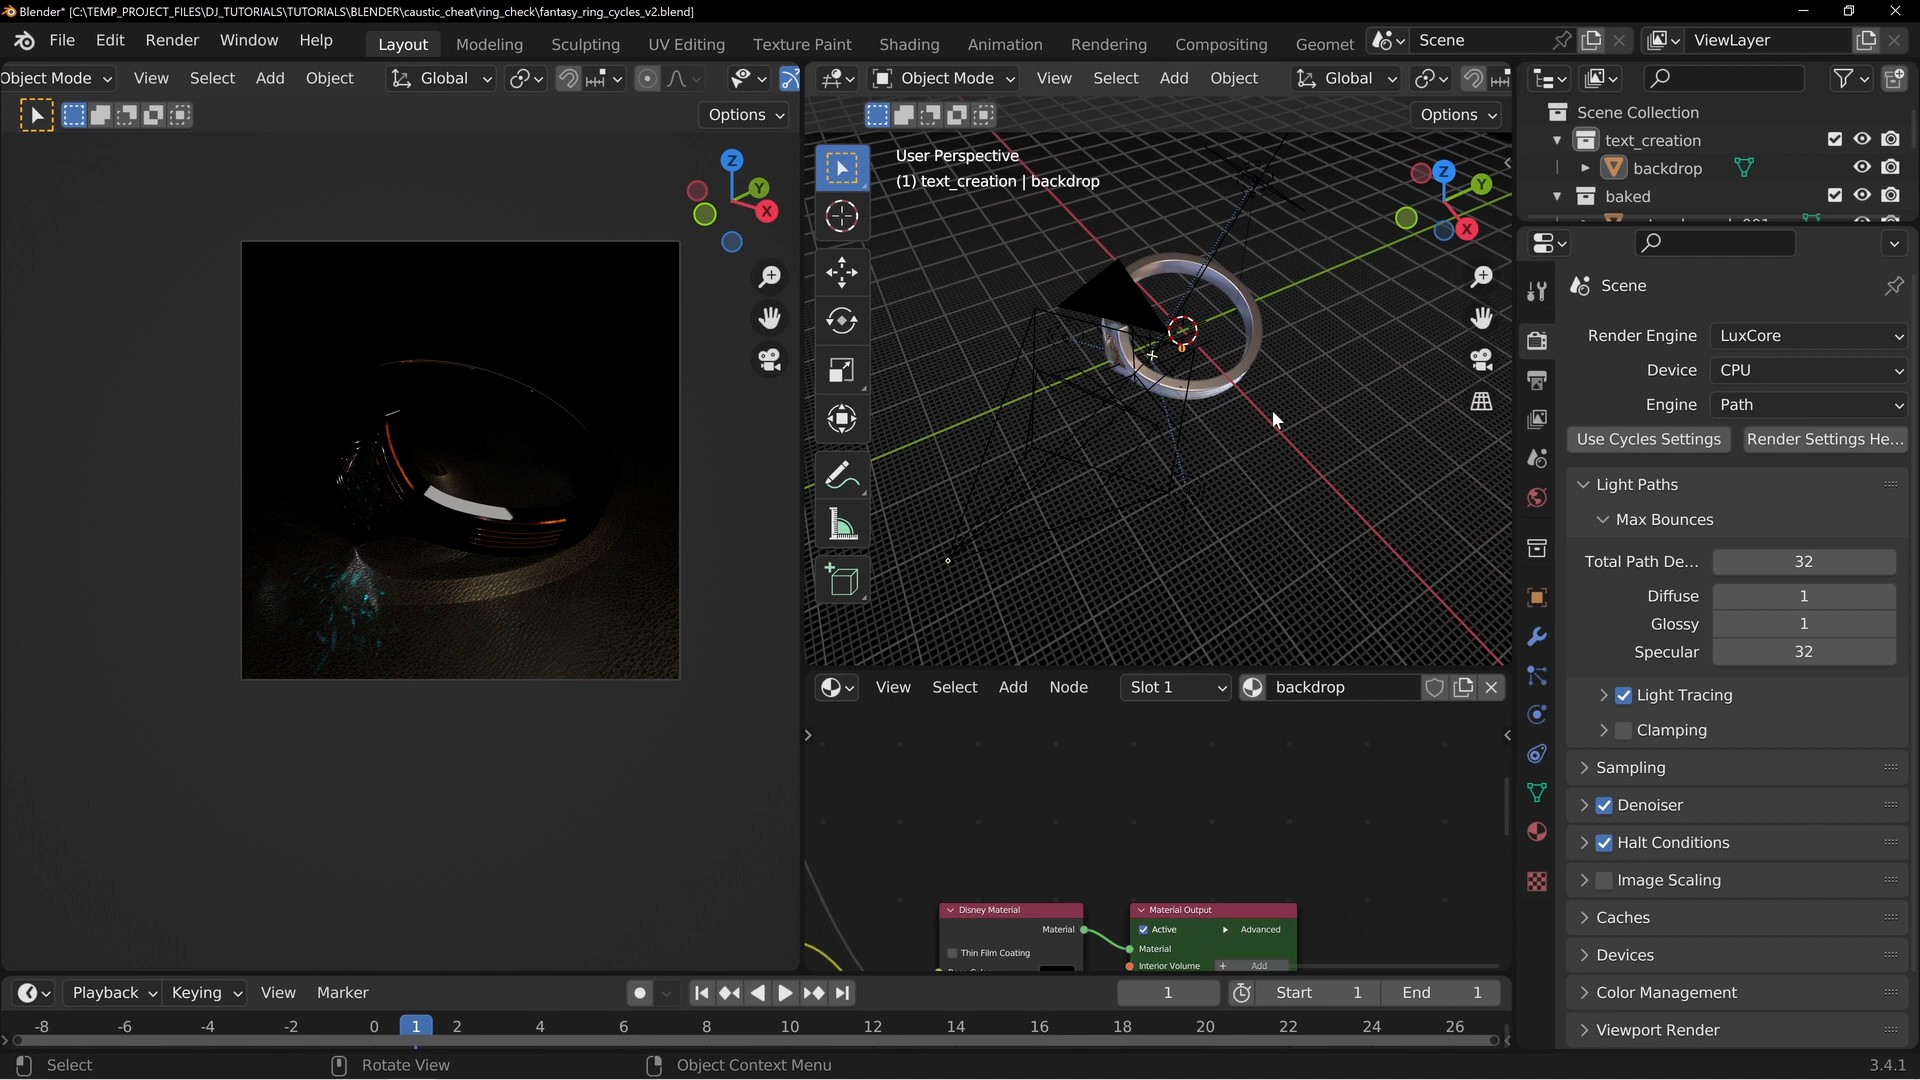 Blender* [C:\TEMP_PROJECT_FILES\DJ_TUTORIALS\TUTORIALS\BLENDER\caustic_cheat\ring_check\fantasy_ring_cycles_v2.blend]
File Edit Render Window Help Layout Modeling Sculpting UV Editing Texture Paint Shading Animation Rendering Compositing Geomet Scene ViewLayer
Object Mode View Select Add Object Global
Object Mode View Select Add Object Global
Options
Options
User Perspective
(1) text_creation | backdrop
Z
Y
X
Z
Y
X
Scene Collection
text_creation
backdrop
baked
Scene
Render Engine LuxCore
Device CPU
Engine Path
Use Cycles Settings Render Settings He...
Light Paths
Max Bounces
Total Path De... 32
Diffuse 1
Glossy 1
Specular 32
Light Tracing
Clamping
Sampling
Denoiser
Halt Conditions
Image Scaling
Caches
Devices
Color Management
Viewport Render
View Select Add Node Slot 1 backdrop
Disney Material
Material
Thin Film Coating
Material Output
Active Advanced
Material
Interior Volume Add
Playback Keying View Marker 1 Start 1 End 1
-8 -6 -4 -2 0 1 2 4 6 8 10 12 14 16 18 20 22 24 26
Select Rotate View Object Context Menu 3.4.1